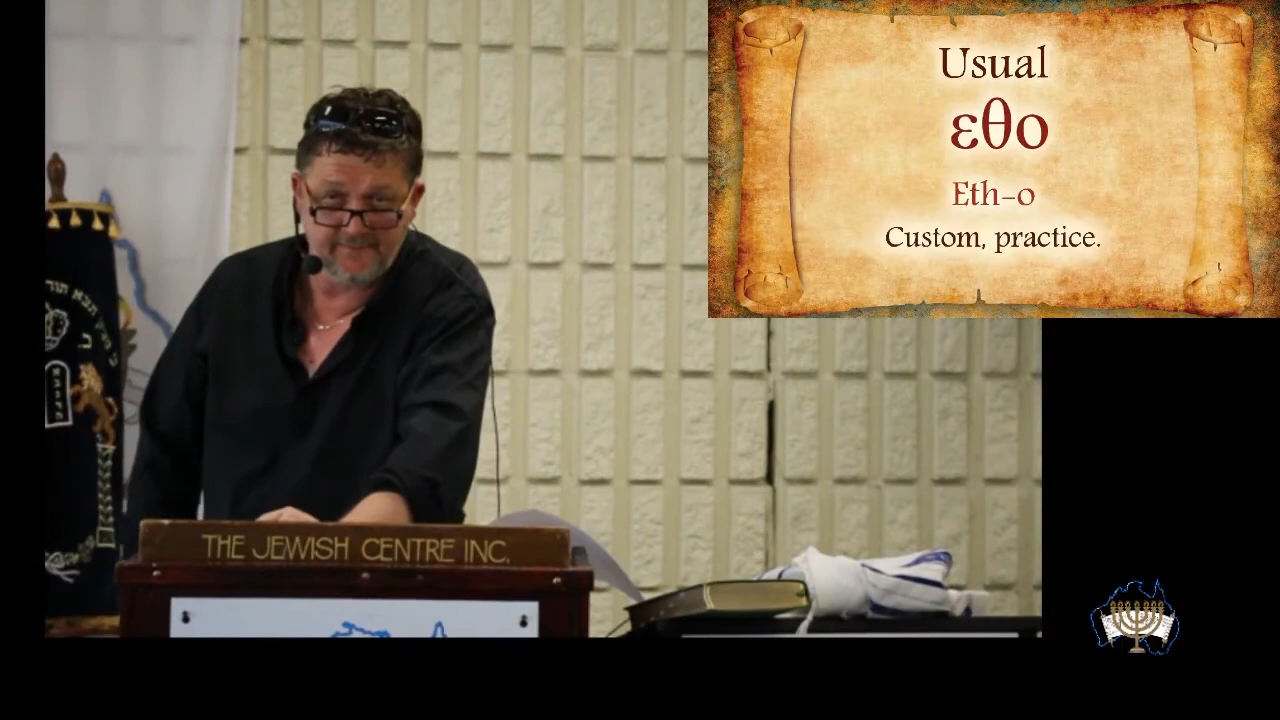 Usual
εθο
Eth-o
Custom, practice.
THE JEWISH CENTRE INC.